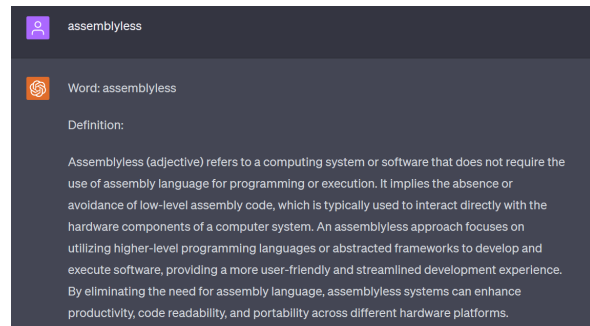 assemblyless
Word: assemblyless
Definition:
Assemblyless (adjective) refers to a computing system or software that does not require the
use of assembly language for programming or execution. It implies the absence or
avoidance of low-level assembly code, which is typically used to interact directly with the
hardware components of a computer system. An assemblyless approach focuses on
utilizing higher-level programming languages or abstracted frameworks to develop and
execute software, providing a more user-friendly and streamlined development experience.
By eliminating the need for assembly language, assemblyless systems can enhance
productivity, code readability, and portability across different hardware platforms.